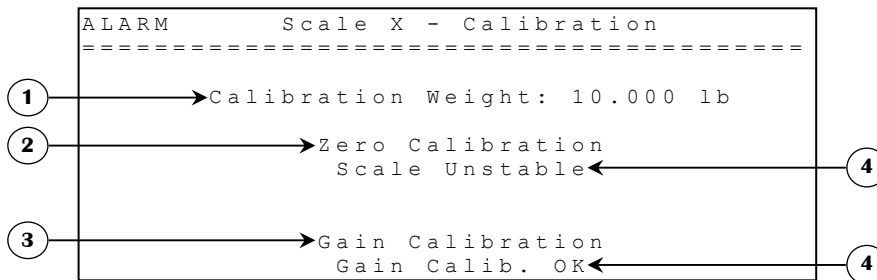 ALARM Scale X - Calibration
========================================
1 Calibration Weight: 10.000 lb
2 Zero Calibration
Scale Unstable 4
3 Gain Calibration
Gain Calib. OK 4